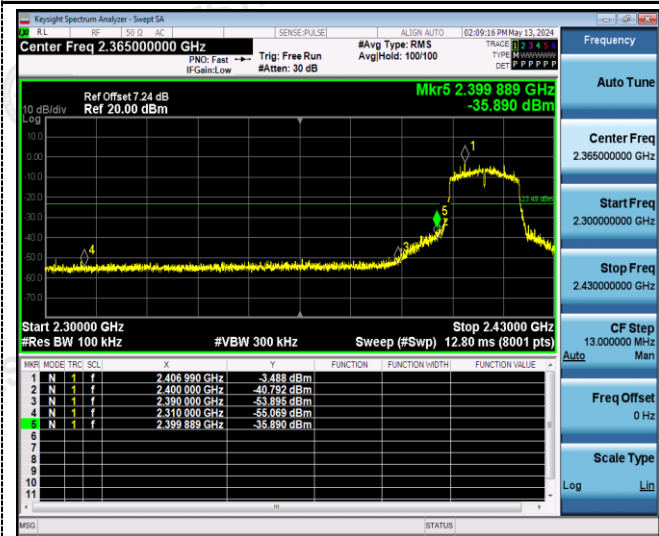 Keysight Spectrum Analyzer - Swept SA
RL RF 50 Ω AC SENSE:PULSE ALIGN AUTO 02:09:16 PM May 13, 2024
Center Freq 2.365000000 GHz
PNO: Fast
IFGain:Low
Trig: Free Run
#Atten: 30 dB
#Avg Type: RMS
Avg|Hold: 100/100
TRACE 1 2 3 4 5 6
TYPE M WWWWW
DET P P P P P P
Ref Offset 7.24 dB
Ref 20.00 dBm
10 dB/div
Log
Mkr5 2.399 889 GHz
-35.890 dBm
10.0
0.00
-10.0
-20.0
-30.0
-40.0
-50.0
-60.0
-70.0
1
5
3
4
-23.49 dBm
Start 2.30000 GHz
Stop 2.43000 GHz
#Res BW 100 kHz
#VBW 300 kHz
Sweep (#Swp) 12.80 ms (8001 pts)
MKR MODE TRC SCL X Y FUNCTION FUNCTION WIDTH FUNCTION VALUE
1 N 1 f 2.406 990 GHz -3.488 dBm
2 N 1 f 2.400 000 GHz -40.792 dBm
3 N 1 f 2.390 000 GHz -53.895 dBm
4 N 1 f 2.310 000 GHz -55.069 dBm
5 N 1 f 2.399 889 GHz -35.890 dBm
6
7
8
9
10
11
MSG
STATUS
Frequency
Auto Tune
Center Freq
2.365000000 GHz
Start Freq
2.300000000 GHz
Stop Freq
2.430000000 GHz
CF Step
13.000000 MHz
Auto Man
Freq Offset
0 Hz
Scale Type
Log Lin